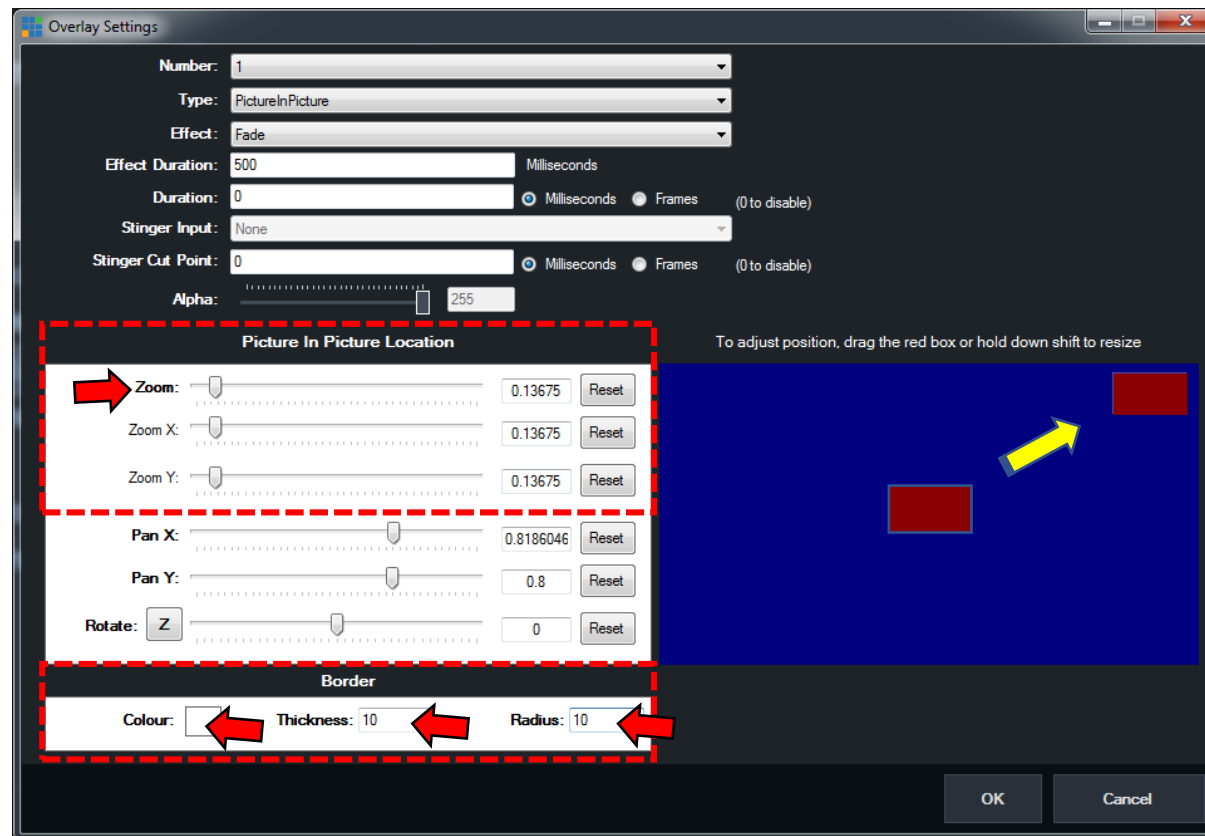 Overlay Settings
Number: 1
Type: PictureInPicture
Effect: Fade
Effect Duration: 500 Milliseconds
Duration: 0 Milliseconds Frames (0 to disable)
Stinger Input: None
Stinger Cut Point: 0 Milliseconds Frames (0 to disable)
Alpha: 255
Picture In Picture Location
To adjust position, drag the red box or hold down shift to resize
Zoom: 0.13675 Reset
Zoom X: 0.13675 Reset
Zoom Y: 0.13675 Reset
Pan X: 0.8186046 Reset
Pan Y: 0.8 Reset
Rotate: Z 0 Reset
Border
Colour: Thickness: 10 Radius: 10
OK Cancel